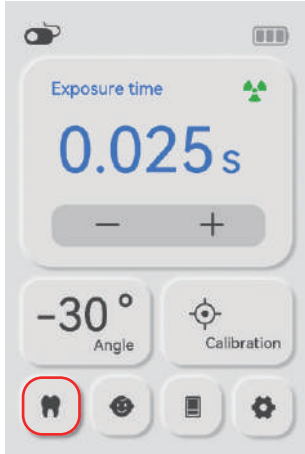 Exposure time
0.025 s
− +
-30°
Angle
Calibration